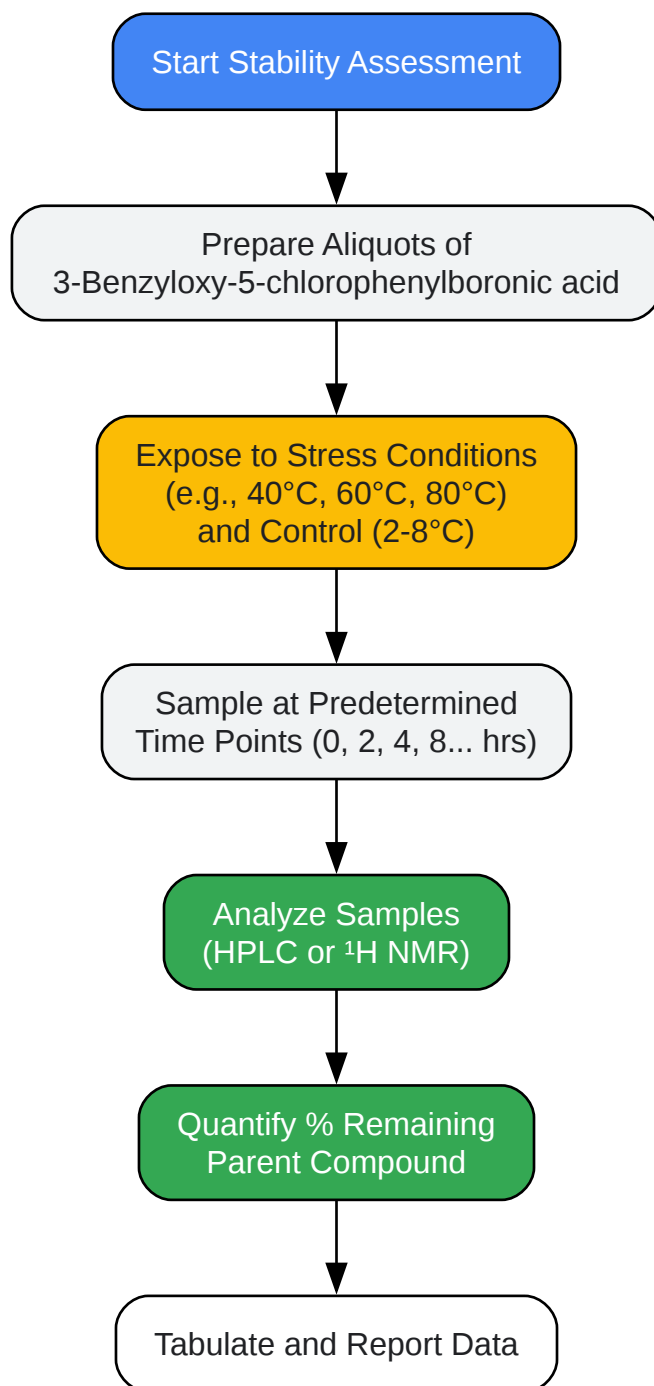 Start Stability Assessment
Prepare Aliquots of
3-Benzyloxy-5-chlorophenylboronic acid
Expose to Stress Conditions
(e.g., 40°C, 60°C, 80°C)
and Control (2-8°C)
Sample at Predetermined
Time Points (0, 2, 4, 8... hrs)
Analyze Samples
(HPLC or ¹H NMR)
Quantify % Remaining
Parent Compound
Tabulate and Report Data